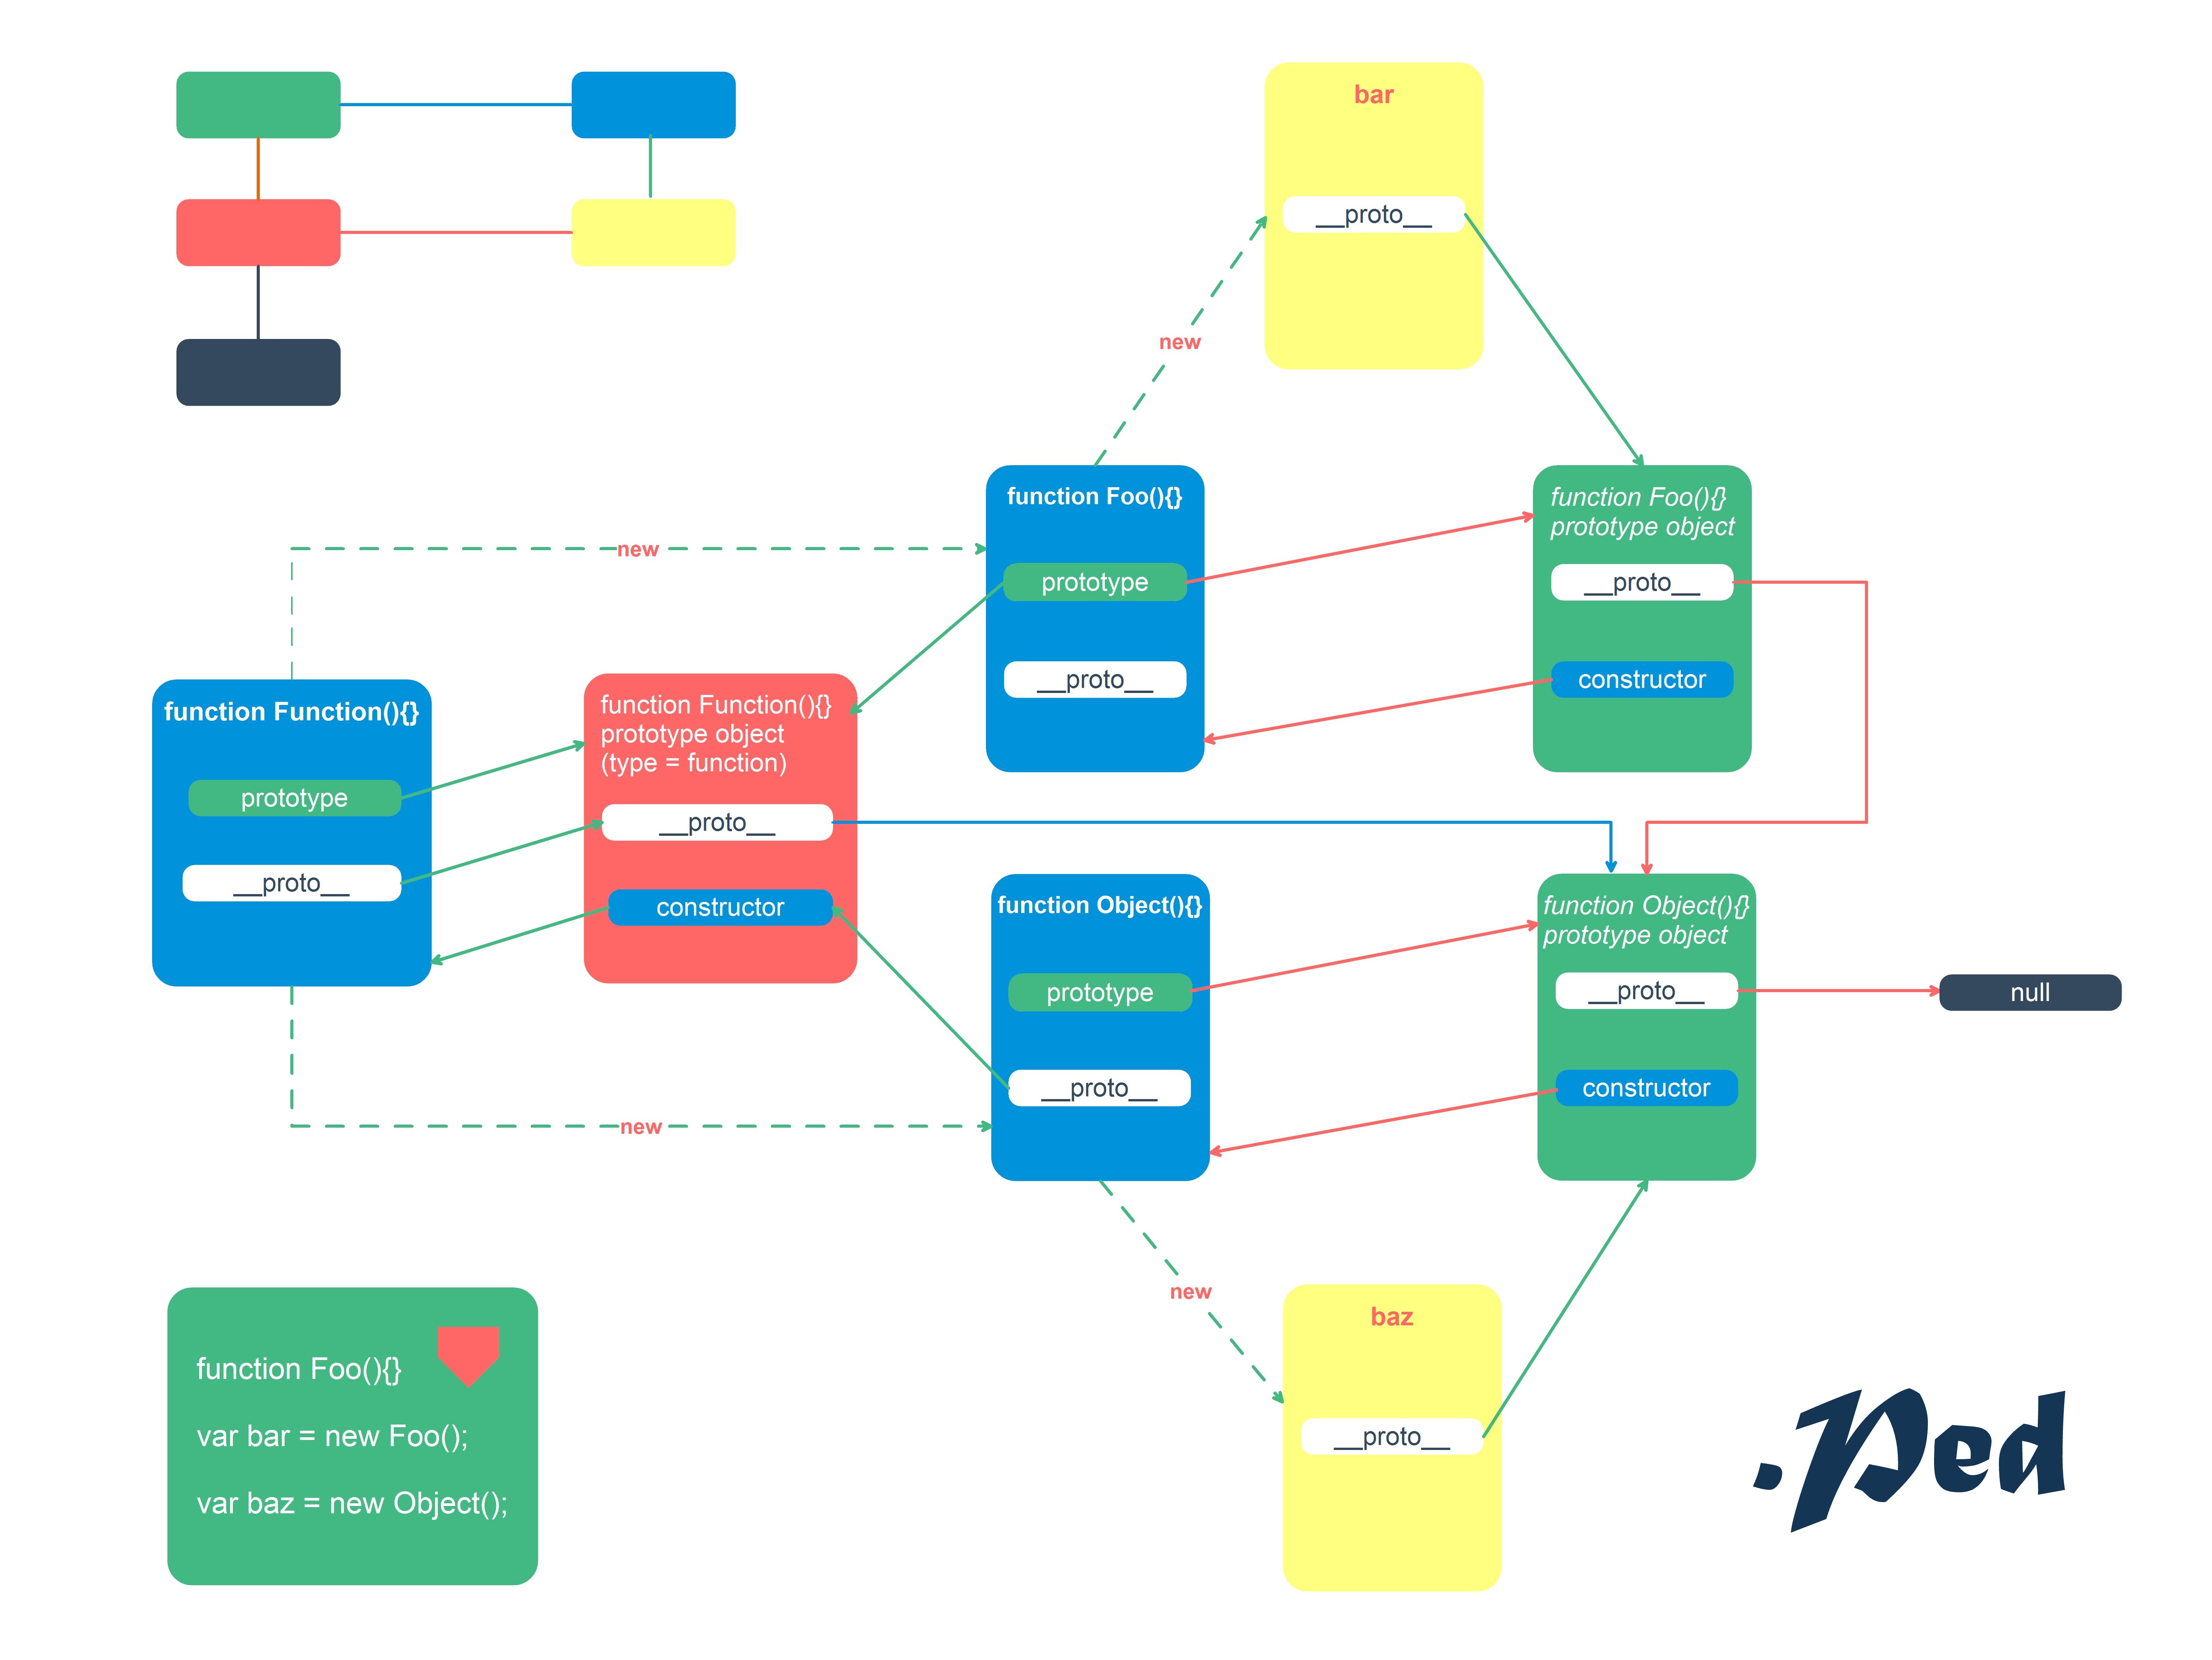 bar
__proto__
new
function Foo(){}
prototype
__proto__
function Foo(){}
prototype object
__proto__
constructor
new
function Function(){}
prototype
__proto__
function Function(){}
prototype object
(type = function)
__proto__
constructor
function Object(){}
prototype
__proto__
function Object(){}
prototype object
__proto__
constructor
null
new
new
baz
__proto__
function Foo(){}
var bar = new Foo();
var baz = new Object();
.Ned